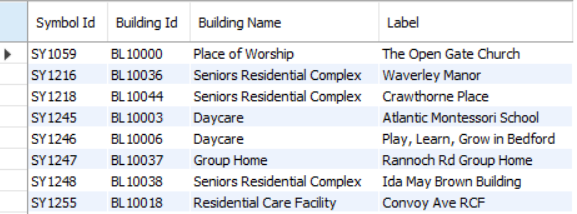 Symbol Id Building Id Building Name Label
SY1059 BL10000 Place of Worship The Open Gate Church
SY1216 BL10036 Seniors Residential Complex Waverley Manor
SY1218 BL10044 Seniors Residential Complex Crawthorne Place
SY1245 BL10003 Daycare Atlantic Montessori School
SY1246 BL10006 Daycare Play, Learn, Grow in Bedford
SY1247 BL10037 Group Home Rannoch Rd Group Home
SY1248 BL10038 Seniors Residential Complex Ida May Brown Building
SY1255 BL10018 Residential Care Facility Convoy Ave RCF